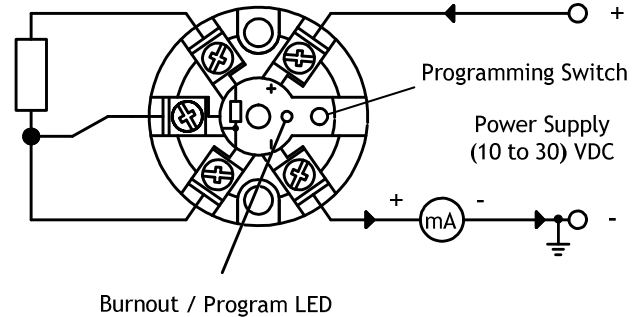 +
Programming Switch
Power Supply
(10 to 30) VDC
+
-
+
mA
-
-
Burnout / Program LED